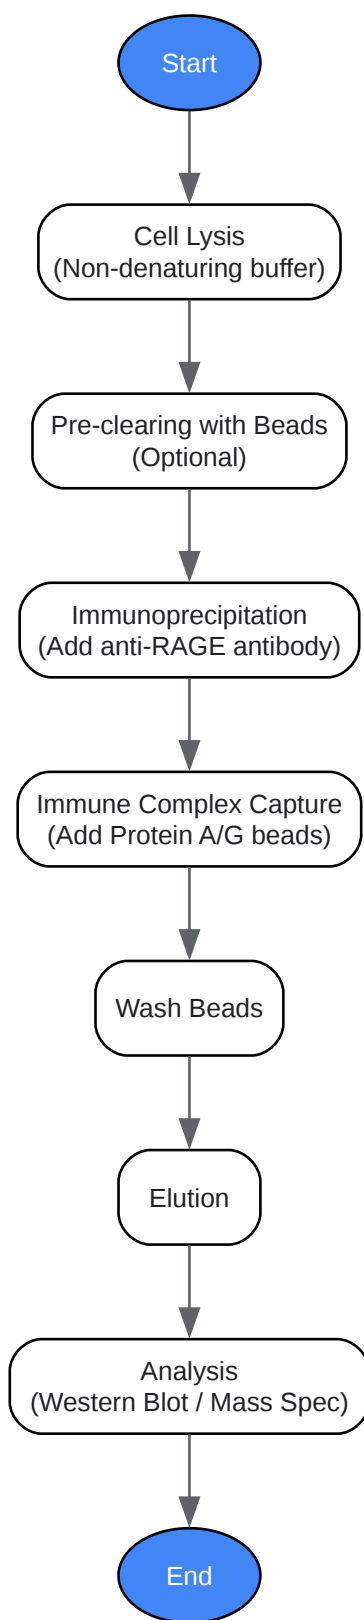 Start
Cell Lysis
(Non-denaturing buffer)
Pre-clearing with Beads
(Optional)
Immunoprecipitation
(Add anti-RAGE antibody)
Immune Complex Capture
(Add Protein A/G beads)
Wash Beads
Elution
Analysis
(Western Blot / Mass Spec)
End